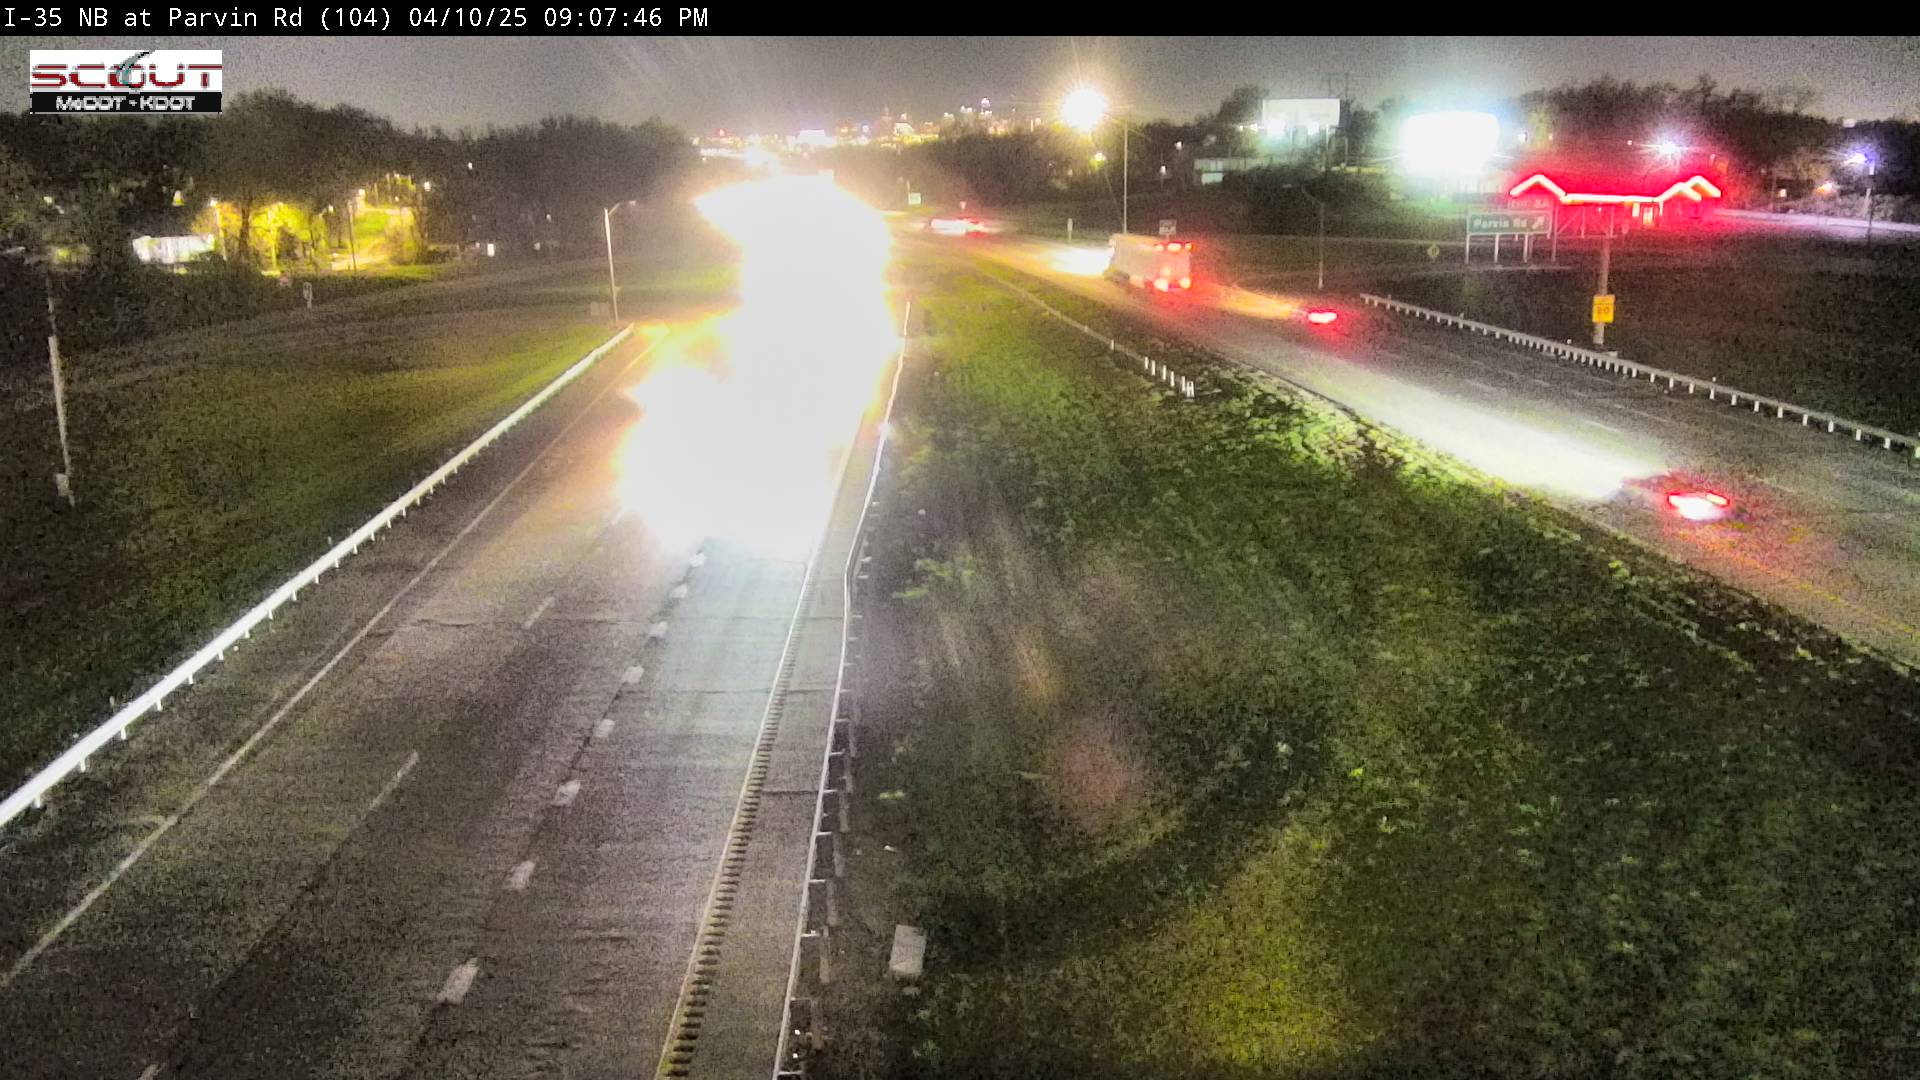 I-35 NB at Parvin Rd (104) 04/10/25 09:07:46 PM
SCOUT
MoDOT - KDOT
Parvin Rd